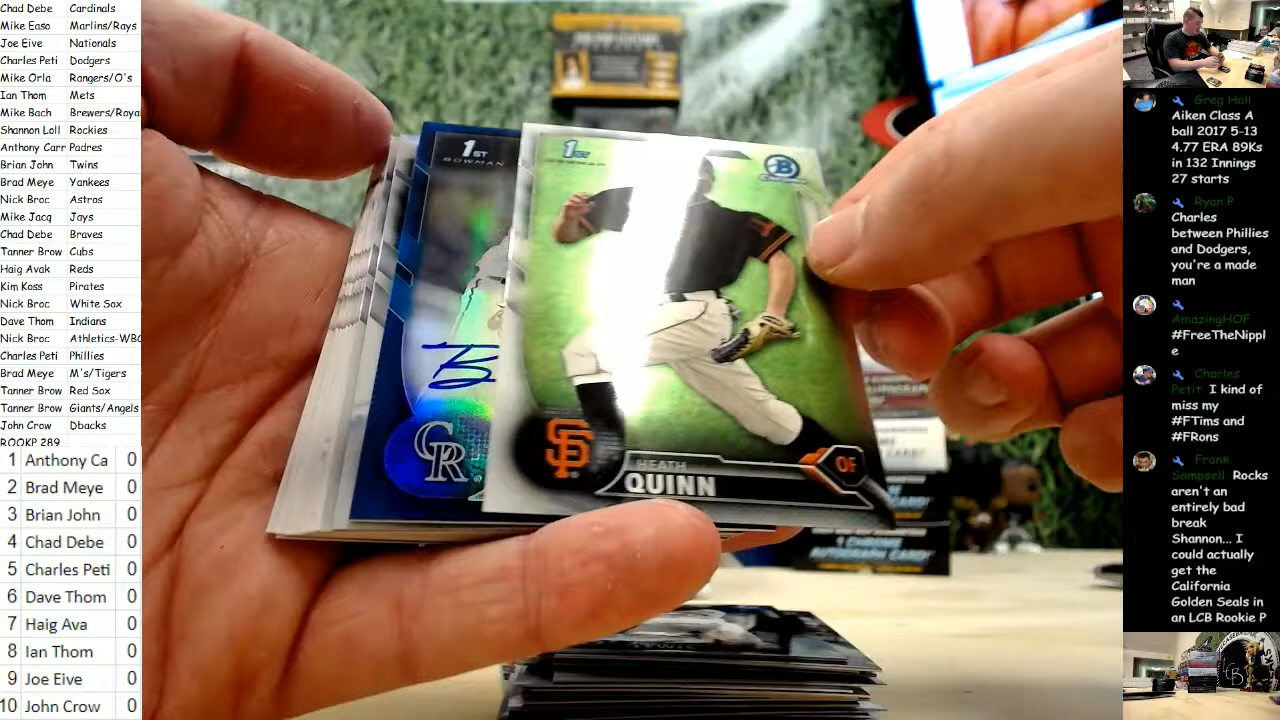 Chad Debe Cardinals
Mike Easo Marlins/Rays
Joe Eive Nationals
Charles Peti Dodgers
Mike Orla Rangers/O's
Ian Thom Mets
Mike Bach Brewers/Roya
Shannon Loll Rockies
Anthony Carr Padres
Brian John Twins
Brad Meye Yankees
Nick Broc Astros
Mike Jacq Jays
Chad Debe Braves
Tanner Brow Cubs
Haig Avak Reds
Kim Koss Pirates
Nick Broc White Sox
Dave Thom Indians
Nick Broc Athletics-WBC
Charles Peti Phillies
Brad Meye M's/Tigers
Tanner Brow Red Sox
Tanner Brow Giants/Angels
John Crow Dbacks
ROOKP 289
1 Anthony Ca 0
2 Brad Meye 0
3 Brian John 0
4 Chad Debe 0
5 Charles Peti 0
6 Dave Thom 0
7 Haig Ava 0
8 Ian Thom 0
9 Joe Eive 0
10 John Crow 0
1ST
BOWMAN
CR
1ST
BOWMAN
B
SF
HEATH
QUINN
OF
1 CHROME
AUTOGRAPH CARD!
Greg Hall
Aiken Class A
ball 2017 5-13
4.77 ERA 89Ks
in 132 Innings
27 starts
Ryan P
Charles
between Phillies
and Dodgers,
you're a made
man
AmazingHOF
#FreeTheNippl
e
Charles
Petit I kind of
miss my
#FTims and
#FRons
Frank
Sampsell Rocks
aren't an
entirely bad
break
Shannon... I
could actually
get the
California
Golden Seals in
an LCB Rookie P